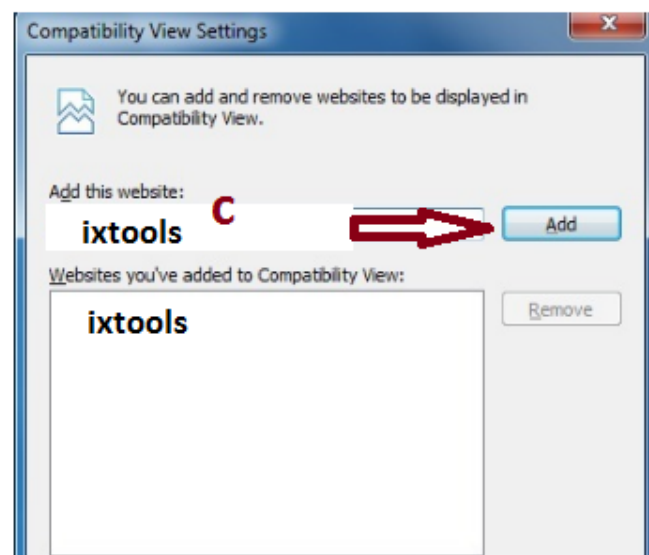 Compatibility View Settings
You can add and remove websites to be displayed in
Compatibility View.
Add this website:
C
ixtools
Add
Websites you've added to Compatibility View:
ixtools
Remove